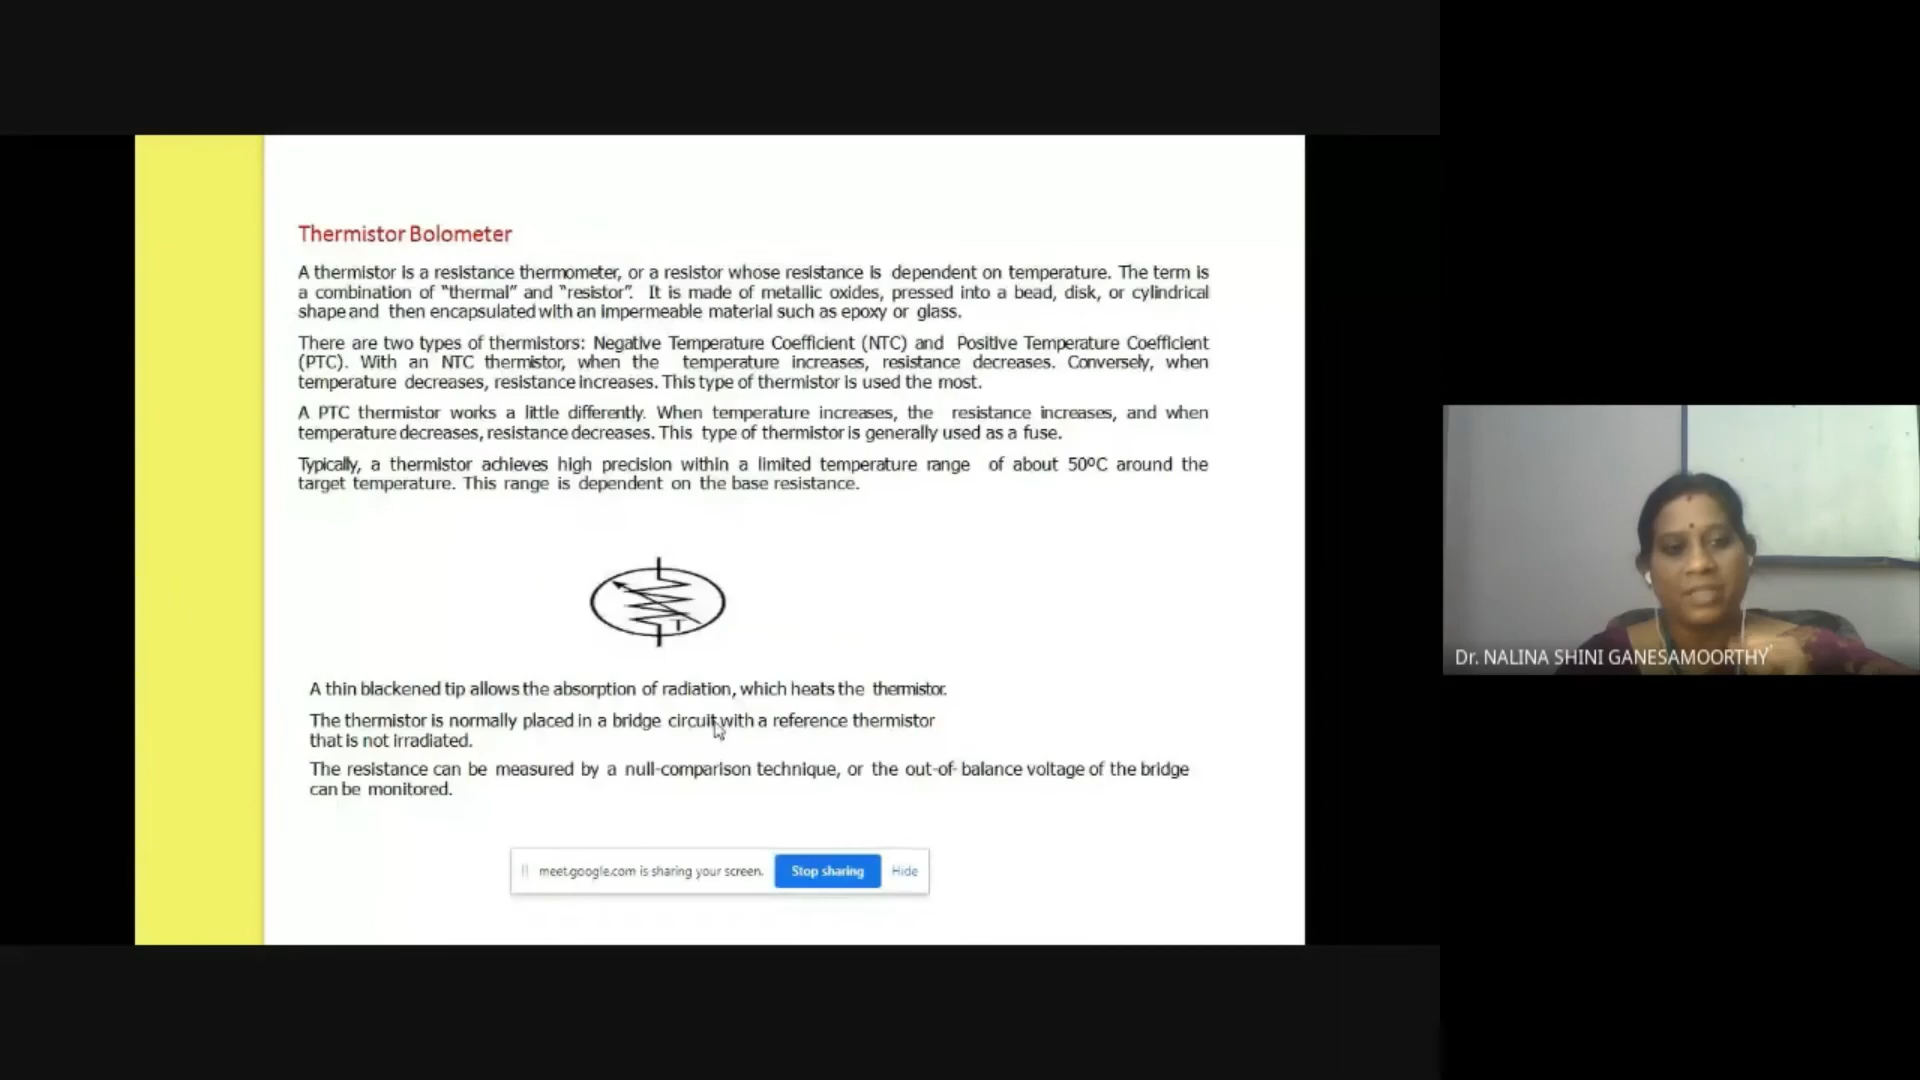 Thermistor Bolometer
A thermistor is a resistance thermometer, or a resistor whose resistance is dependent on temperature. The term is
a combination of “thermal” and “resistor”. It is made of metallic oxides, pressed into a bead, disk, or cylindrical
shape and then encapsulated with an impermeable material such as epoxy or glass.
There are two types of thermistors: Negative Temperature Coefficient (NTC) and Positive Temperature Coefficient
(PTC). With an NTC thermistor, when the temperature increases, resistance decreases. Conversely, when
temperature decreases, resistance increases. This type of thermistor is used the most.
A PTC thermistor works a little differently. When temperature increases, the resistance increases, and when
temperature decreases, resistance decreases. This type of thermistor is generally used as a fuse.
Typically, a thermistor achieves high precision within a limited temperature range of about 50ºC around the
target temperature. This range is dependent on the base resistance.
T
A thin blackened tip allows the absorption of radiation, which heats the thermistor.
The thermistor is normally placed in a bridge circuit with a reference thermistor
that is not irradiated.
The resistance can be measured by a null-comparison technique, or the out-of- balance voltage of the bridge
can be monitored.
meet.google.com is sharing your screen. Stop sharing Hide
Dr. NALINA SHINI GANESAMOORTHY